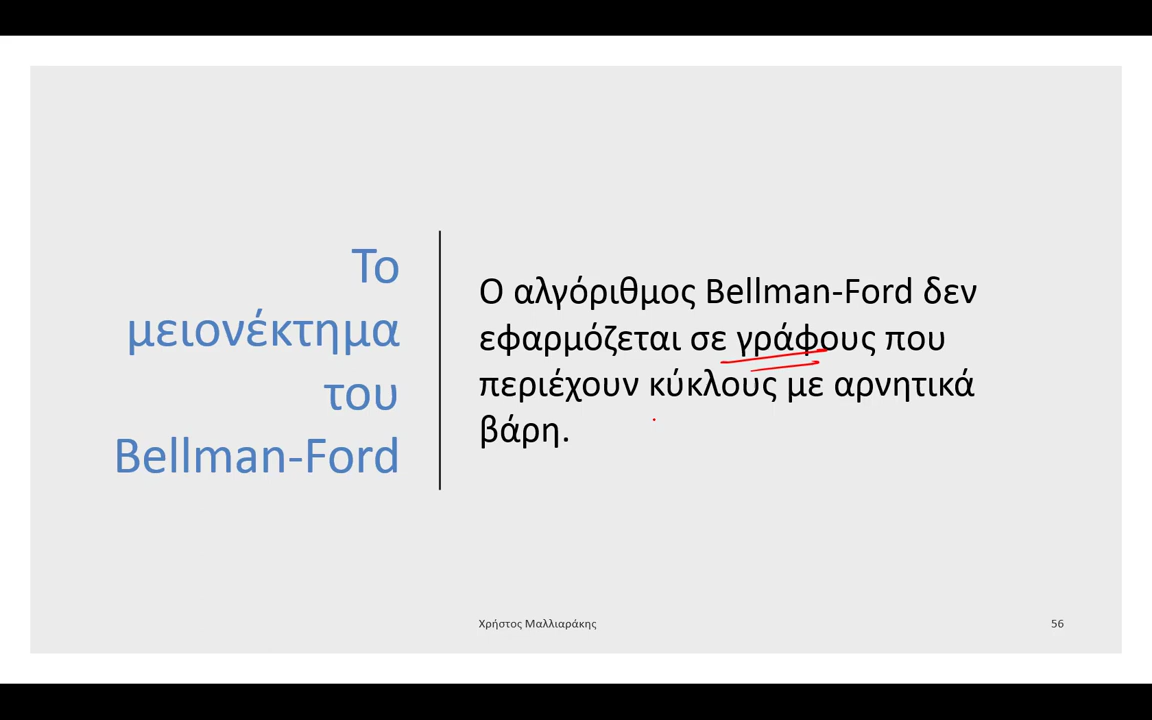 Το
μειονέκτημα
του
Bellman-Ford
Ο αλγόριθμος Bellman-Ford δεν
εφαρμόζεται σε γράφους που
περιέχουν κύκλους με αρνητικά
βάρη.
Χρήστος Μαλλιαράκης
56